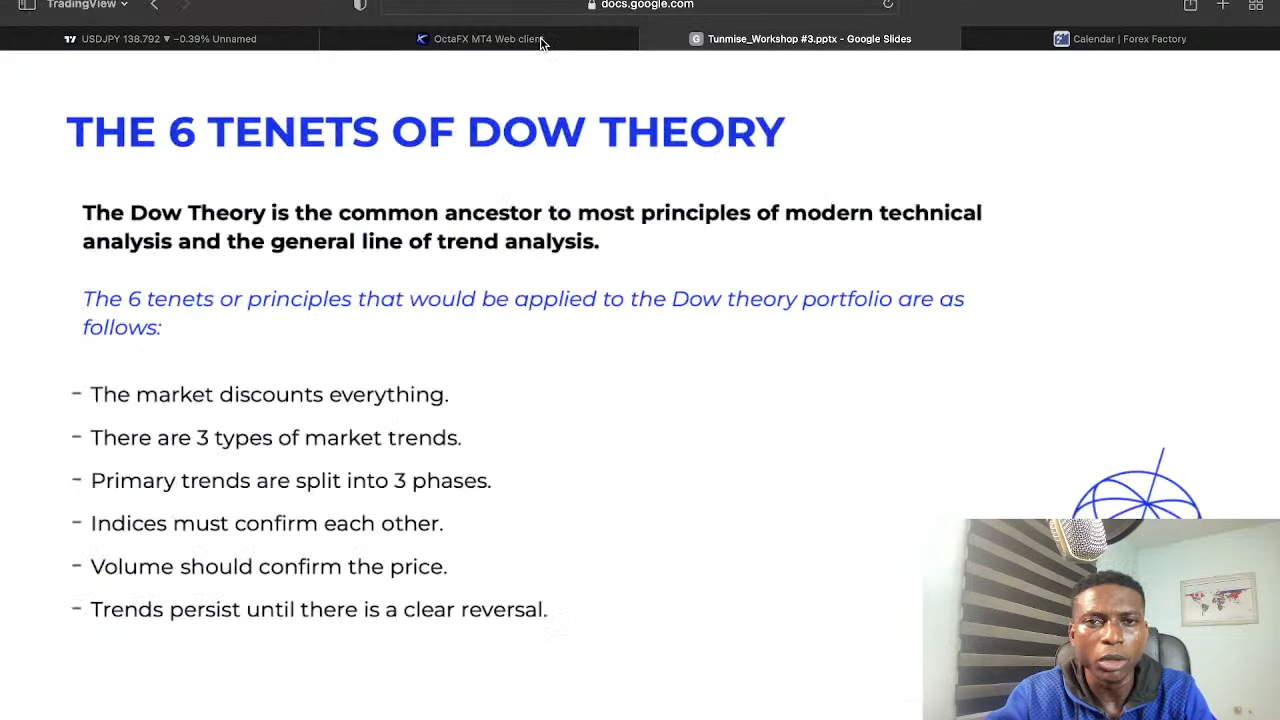 TradingView
docs.google.com
USDJPY 138.792 ▼ −0.39% Unnamed
OctaFX MT4 Web client
Tunmise_Workshop #3.pptx - Google Slides
Calendar | Forex Factory
THE 6 TENETS OF DOW THEORY
The Dow Theory is the common ancestor to most principles of modern technical
analysis and the general line of trend analysis.
The 6 tenets or principles that would be applied to the Dow theory portfolio are as
follows:
- The market discounts everything.
- There are 3 types of market trends.
- Primary trends are split into 3 phases.
- Indices must confirm each other.
- Volume should confirm the price.
- Trends persist until there is a clear reversal.